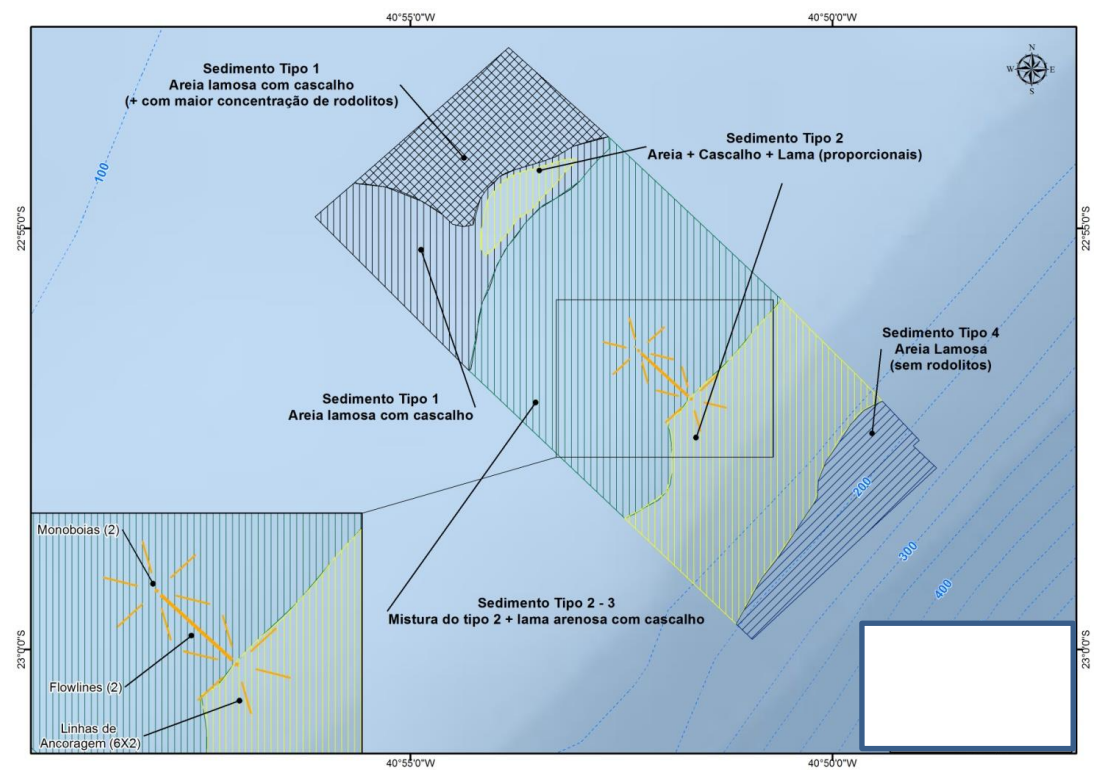 40°55'0"W
40°50'0"W
N
W
E
S
Sedimento Tipo 1
Areia lamosa com cascalho
(+ com maior concentração de rodolitos)
Sedimento Tipo 2
Areia + Cascalho + Lama (proporcionais)
100
22°55'0"S
22°55'0"S
Sedimento Tipo 4
Areia Lamosa
(sem rodolitos)
Sedimento Tipo 1
Areia lamosa com cascalho
200
300
400
Monoboias (2)
Sedimento Tipo 2 - 3
Mistura do tipo 2 + lama arenosa com cascalho
23°0'0"S
23°0'0"S
Flowlines (2)
Linhas de
Ancoragem (6X2)
40°55'0"W
40°50'0"W